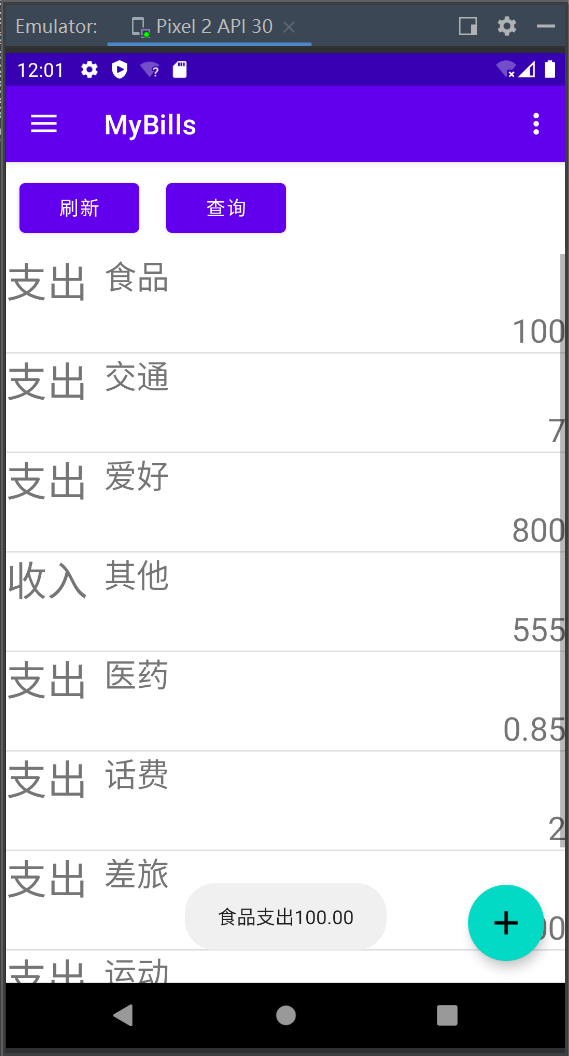 Emulator: Pixel 2 API 30
12:01
MyBills
刷新 查询
支出 食品
100
支出 交通
7
支出 爱好
800
收入 其他
555
支出 医药
0.85
支出 话费
2
支出 差旅
食品支出100.00
支出 运动